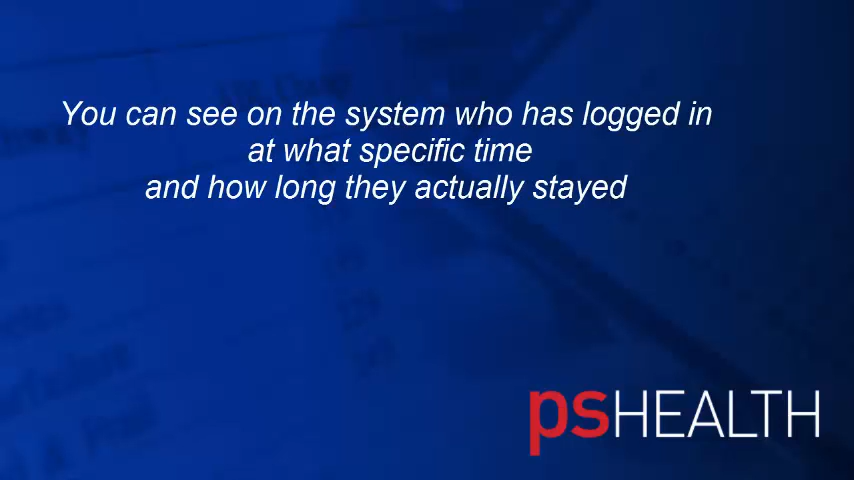 You can see on the system who has logged in
at what specific time
and how long they actually stayed
psHEALTH